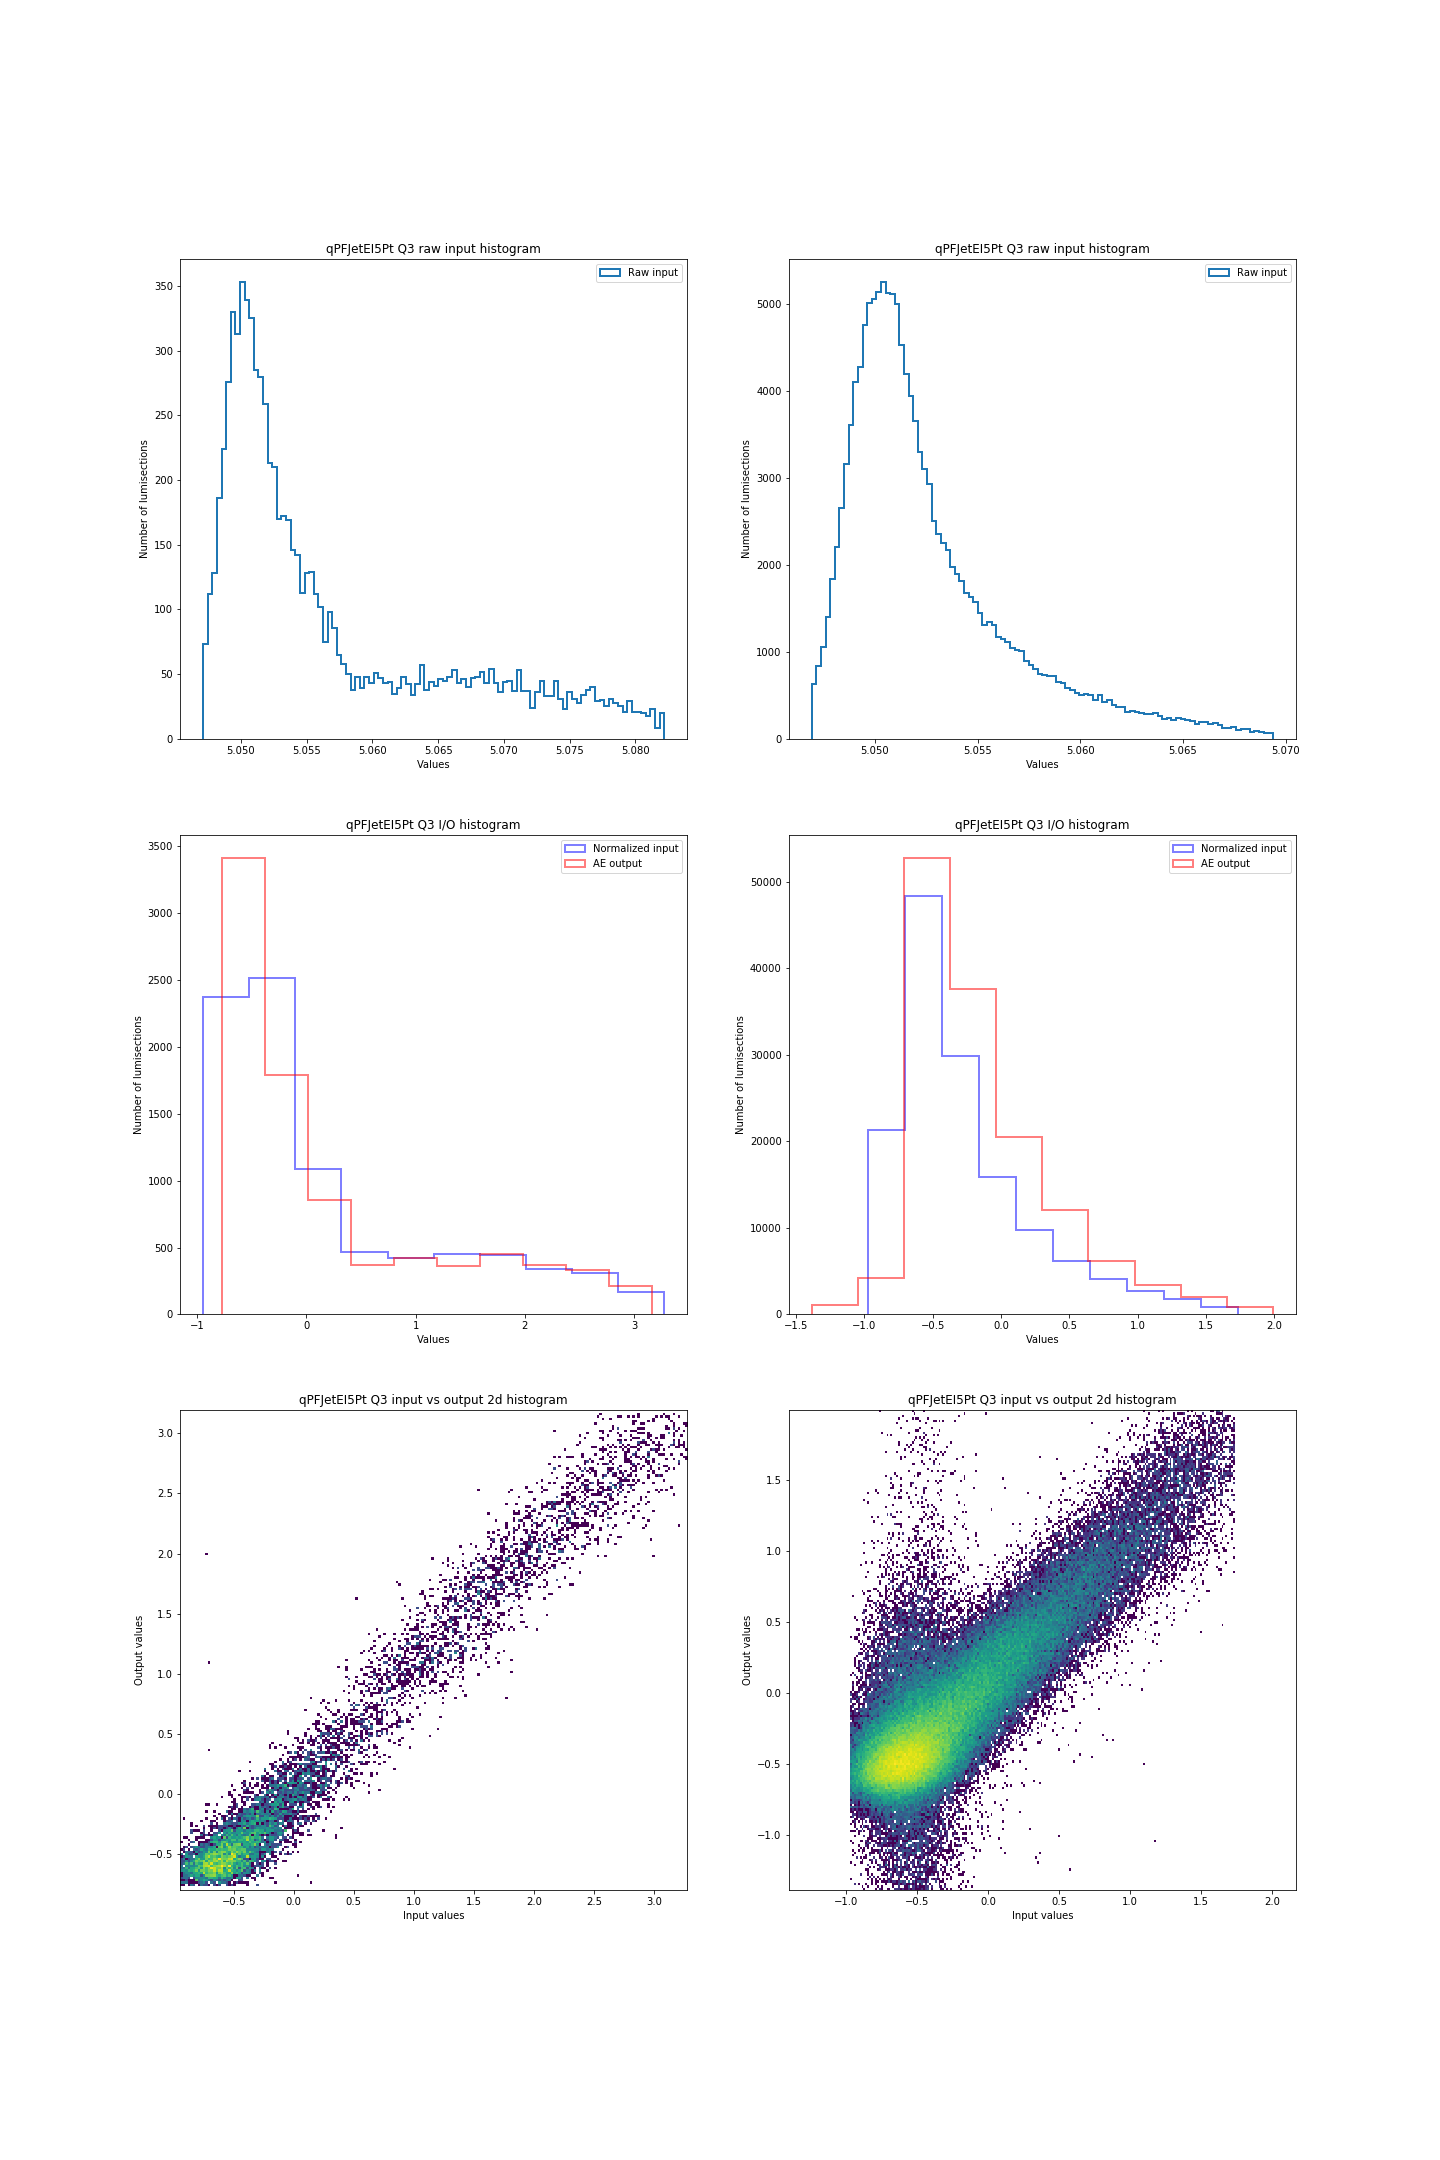 qPFJetEI5Pt Q3 raw input histogram
Raw input
350
300
250
200
150
100
50
0
Number of lumisections
5.050 5.055 5.060 5.065 5.070 5.075 5.080
Values
qPFJetEI5Pt Q3 raw input histogram
Raw input
5000
4000
3000
2000
1000
0
Number of lumisections
5.050 5.055 5.060 5.065 5.070
Values
qPFJetEI5Pt Q3 I/O histogram
Normalized input
AE output
3500
3000
2500
2000
1500
1000
500
0
Number of lumisections
−1 0 1 2 3
Values
qPFJetEI5Pt Q3 I/O histogram
Normalized input
AE output
50000
40000
30000
20000
10000
0
Number of lumisections
−1.5 −1.0 −0.5 0.0 0.5 1.0 1.5 2.0
Values
qPFJetEI5Pt Q3 input vs output 2d histogram
3.0
2.5
2.0
1.5
1.0
0.5
0.0
−0.5
Output values
−0.5 0.0 0.5 1.0 1.5 2.0 2.5 3.0
Input values
qPFJetEI5Pt Q3 input vs output 2d histogram
1.5
1.0
0.5
0.0
−0.5
−1.0
Output values
−1.0 −0.5 0.0 0.5 1.0 1.5 2.0
Input values